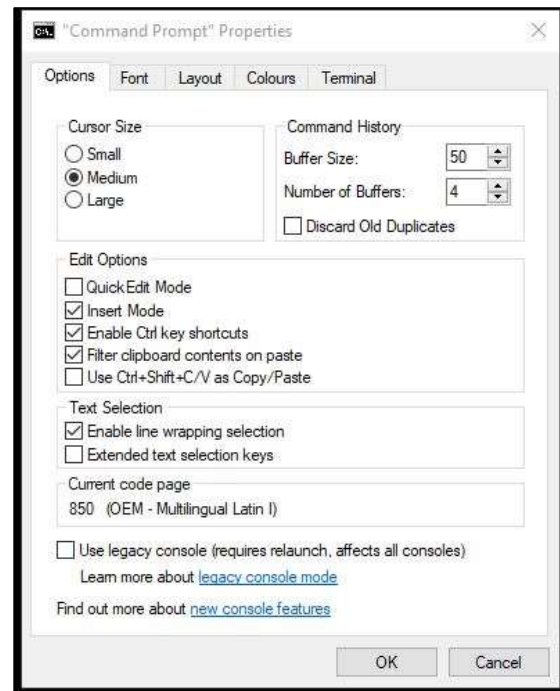 "Command Prompt" Properties
Options Font Layout Colours Terminal
Cursor Size
Small
Medium
Large
Command History
Buffer Size: 50
Number of Buffers: 4
Discard Old Duplicates
Edit Options
QuickEdit Mode
Insert Mode
Enable Ctrl key shortcuts
Filter clipboard contents on paste
Use Ctrl+Shift+C/V as Copy/Paste
Text Selection
Enable line wrapping selection
Extended text selection keys
Current code page
850 (OEM - Multilingual Latin I)
Use legacy console (requires relaunch, affects all consoles)
Learn more about legacy console mode
Find out more about new console features
OK Cancel